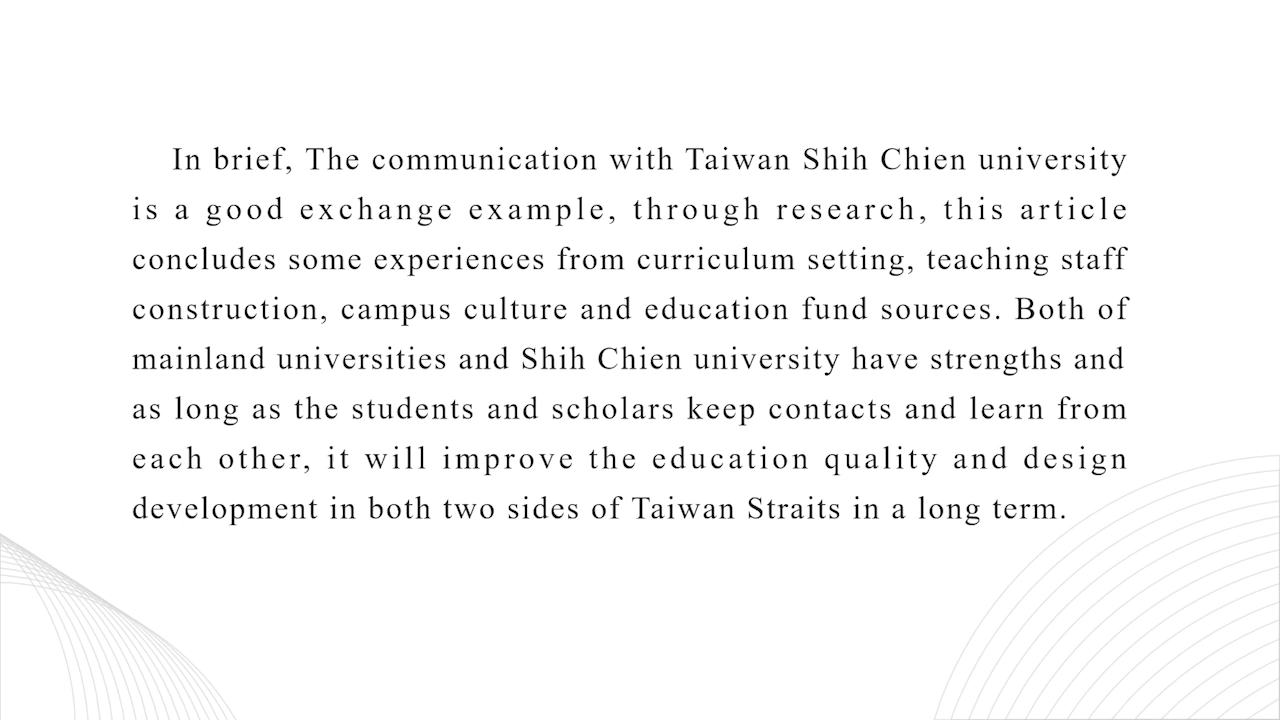 In brief, The communication with Taiwan Shih Chien university
is a good exchange example, through research, this article
concludes some experiences from curriculum setting, teaching staff
construction, campus culture and education fund sources. Both of
mainland universities and Shih Chien university have strengths and
as long as the students and scholars keep contacts and learn from
each other, it will improve the education quality and design
development in both two sides of Taiwan Straits in a long term.